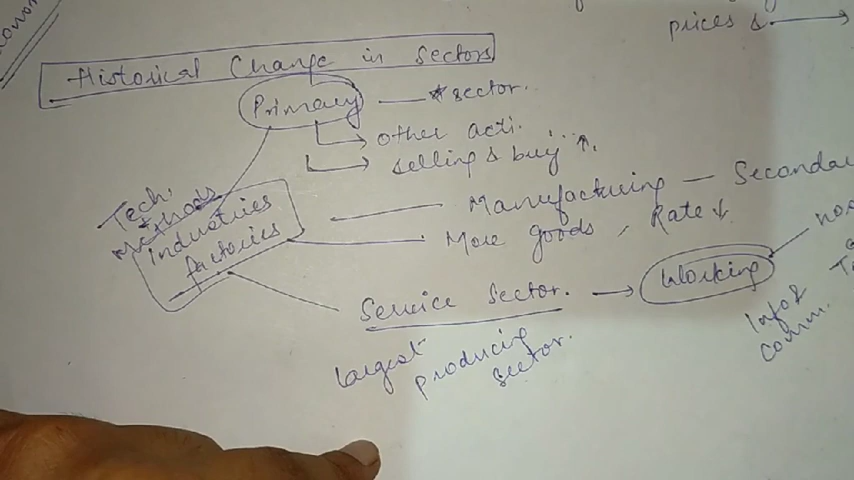 prices &
Historical Change in Sectors
Primary — *sector.
other acti.
selling & buy ↑.
Tech.
Methods
Industries
factories
Manufacturing —
More goods, Rate ↓
Service Sector. → Working
largest
producing
sector.
Info &
Comm.